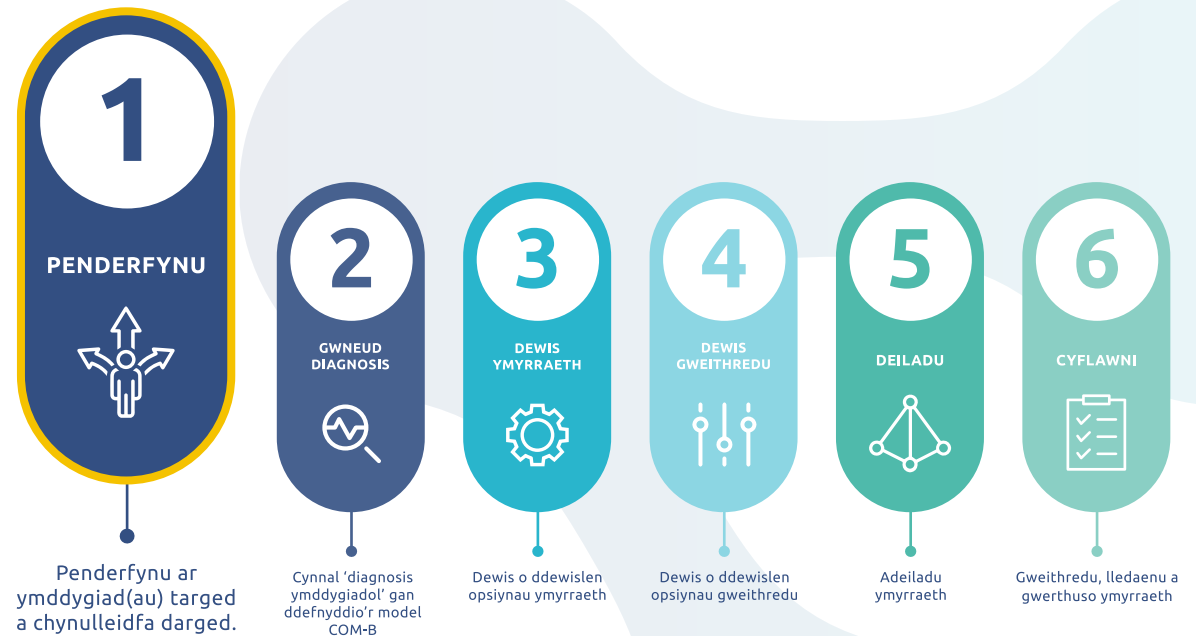 1
PENDERFYNU
Penderfynu ar
ymddygiad(au) targed
a chynulleidfa darged.
2
GWNEUD
DIAGNOSIS
Cynnal ‘diagnosis
ymddygiadol’ gan
ddefnyddio’r model
COM-B
3
DEWIS
YMYRRAETH
Dewis o ddewislen
opsiynau ymyrraeth
4
DEWIS
GWEITHREDU
Dewis o ddewislen
opsiynau gweithredu
5
DEILADU
Adeiladu
ymyrraeth
6
CYFLAWNI
Gweithredu, lledaenu a
gwerthuso ymyrraeth